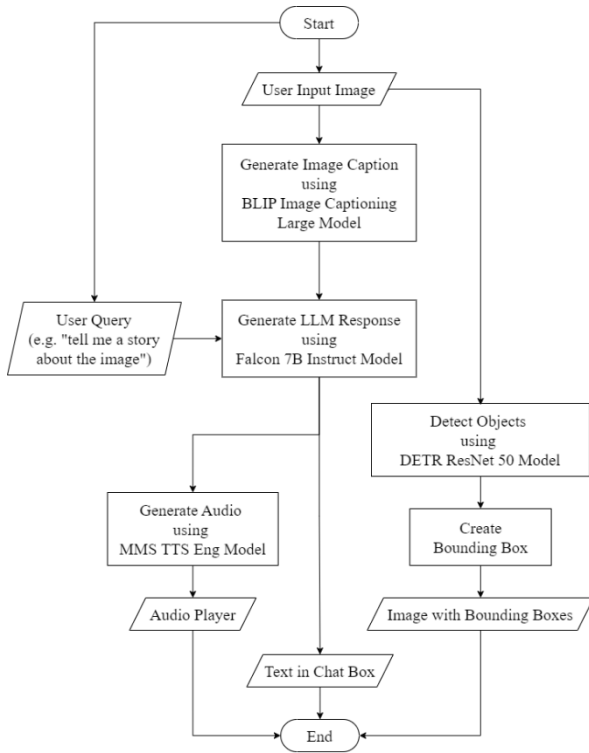 Start
User Input Image
Generate Image Caption
using
BLIP Image Captioning
Large Model
User Query
(e.g. "tell me a story
about the image")
Generate LLM Response
using
Falcon 7B Instruct Model
Detect Objects
using
DETR ResNet 50 Model
Generate Audio
using
MMS TTS Eng Model
Create
Bounding Box
Audio Player
Image with Bounding Boxes
Text in Chat Box
End